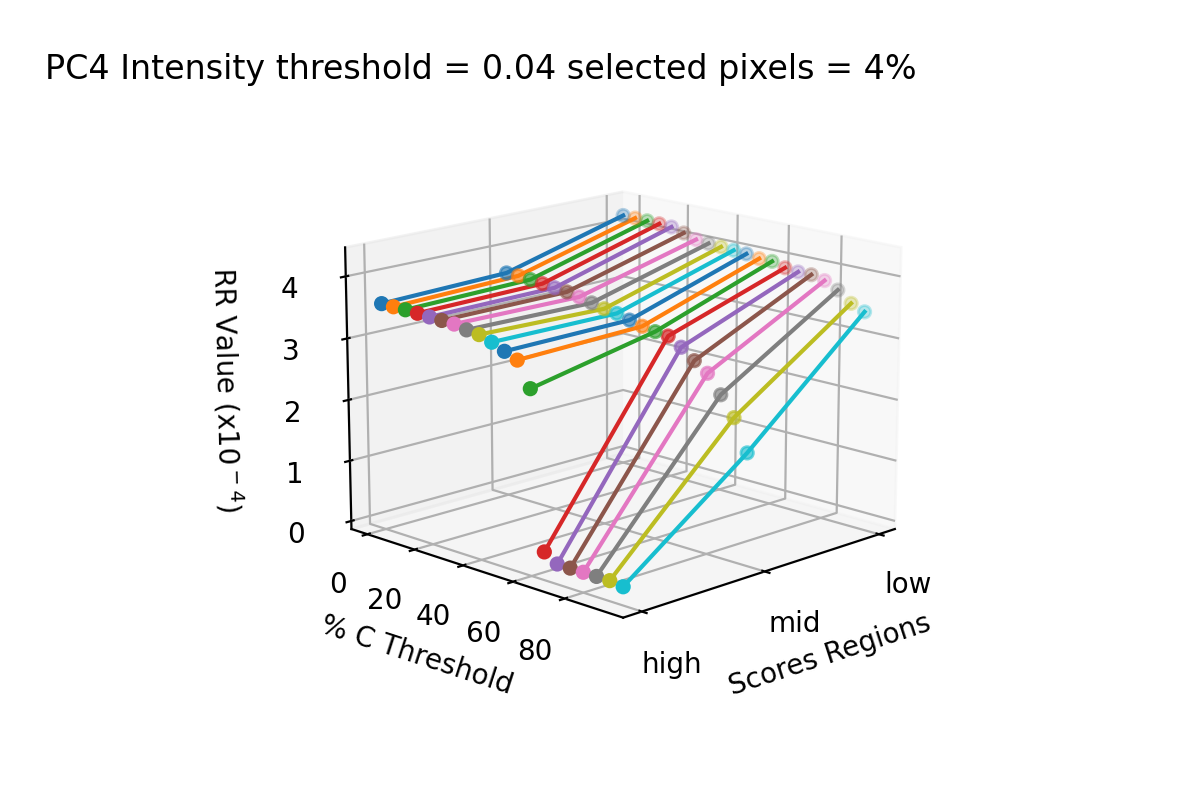 PC4 Intensity threshold = 0.04 selected pixels = 4%
RR Value (x10⁻⁴)
4
3
2
1
0
0
20
40
60
80
% C Threshold
high
mid
low
Scores Regions